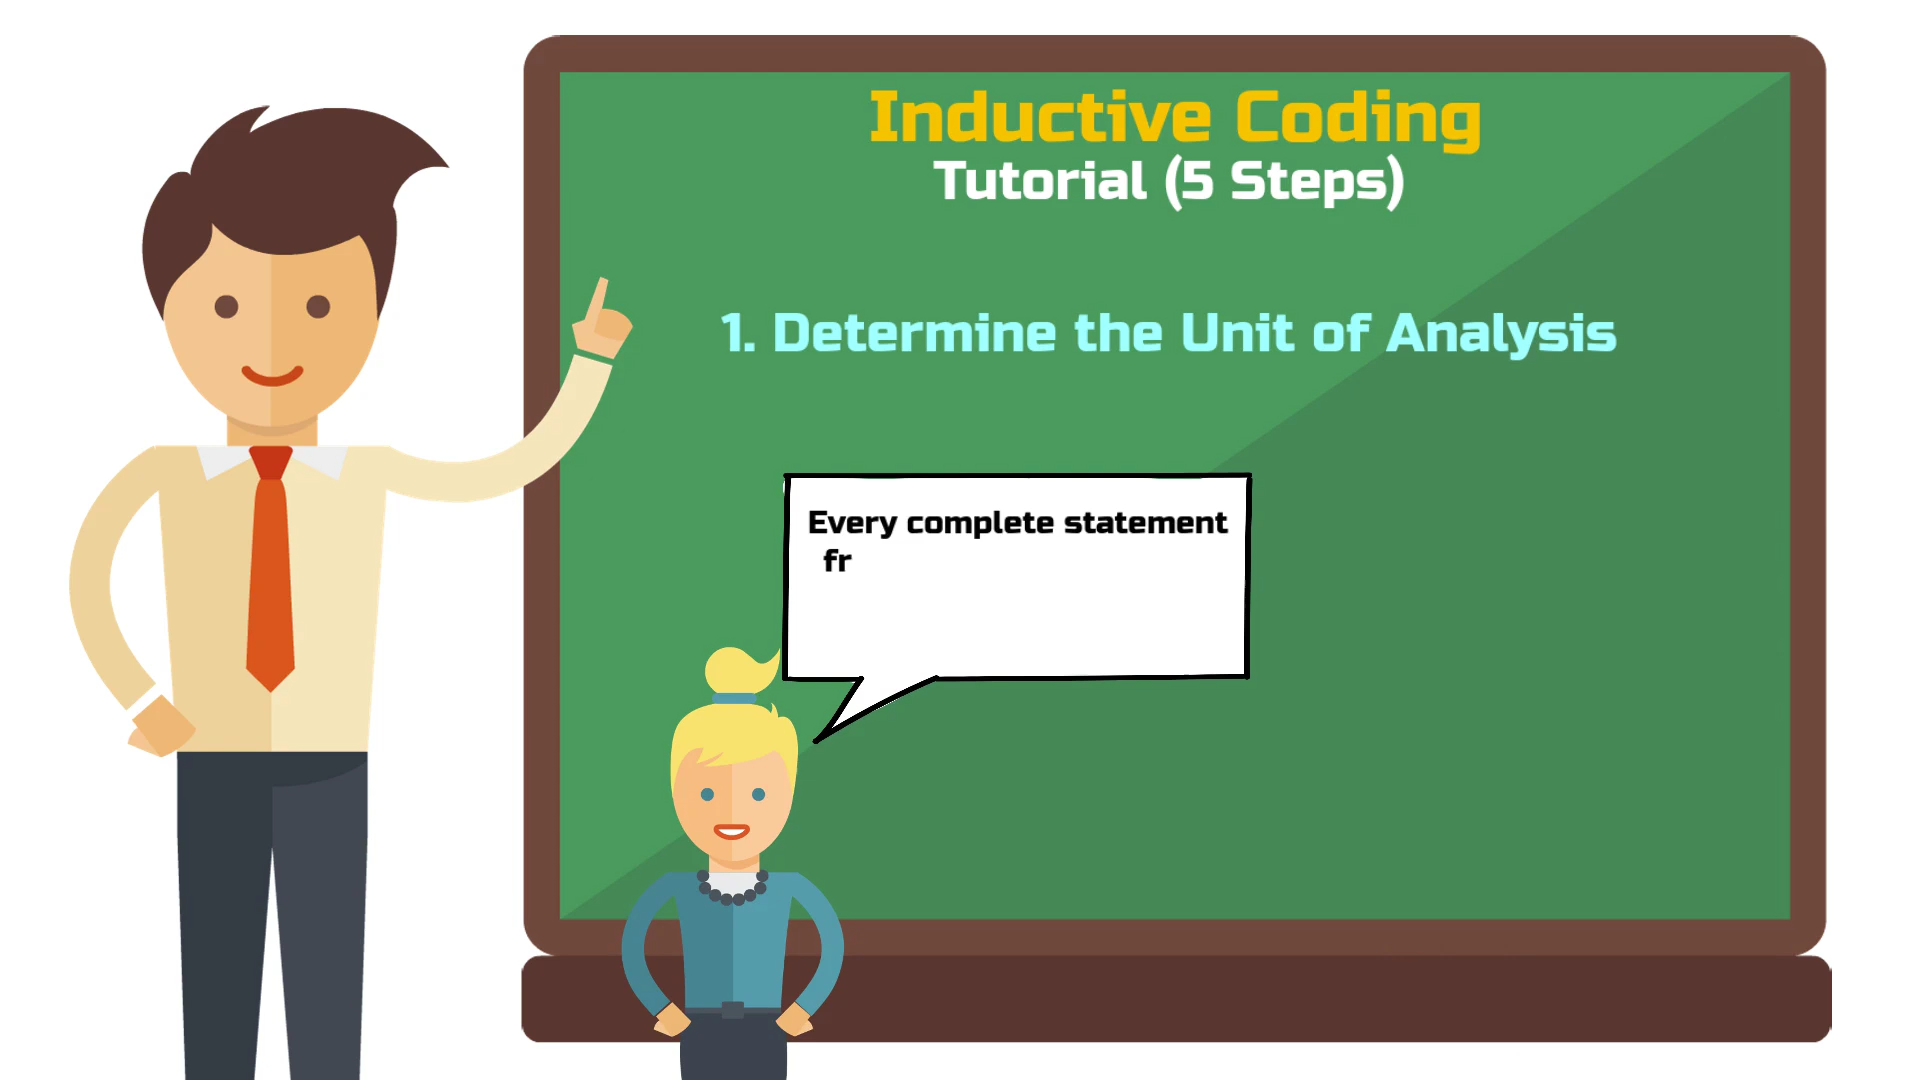 Inductive Coding
Tutorial (5 Steps)
1. Determine the Unit of Analysis
Every complete statement
fr